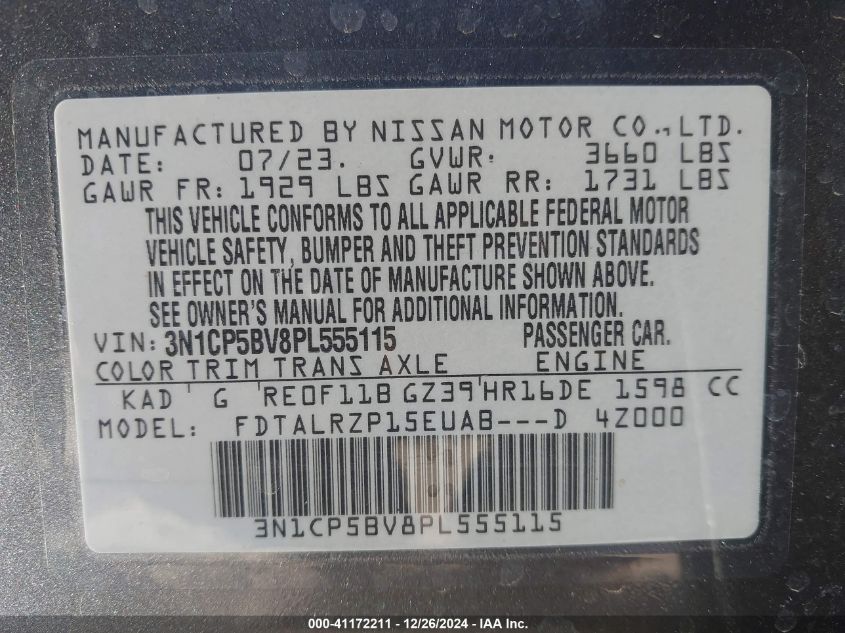 MANUFACTURED BY NISSAN MOTOR CO., LTD.
DATE: 07/23. GVWR: 3660 LBS
GAWR FR: 1929 LBS GAWR RR: 1731 LBS
THIS VEHICLE CONFORMS TO ALL APPLICABLE FEDERAL MOTOR
VEHICLE SAFETY, BUMPER AND THEFT PREVENTION STANDARDS
IN EFFECT ON THE DATE OF MANUFACTURE SHOWN ABOVE.
SEE OWNER'S MANUAL FOR ADDITIONAL INFORMATION.
VIN: 3N1CP5BV8PL555115 PASSENGER CAR.
COLOR TRIM TRANS AXLE ENGINE
KAD G RE0F11B GZ39 HR16DE 1598 CC
MODEL: FDTALRZP15EUAB---D 4Z000
3N1CP5BV8PL555115
000-41172211 - 12/26/2024 - IAA Inc.